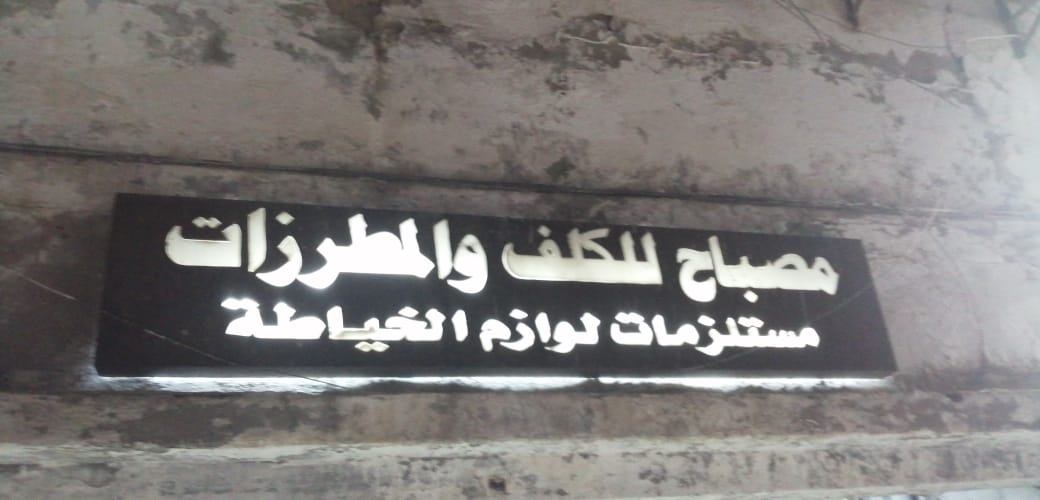 مصباح للكلف والمطرزات
مستلزمات لوازم الخياطة